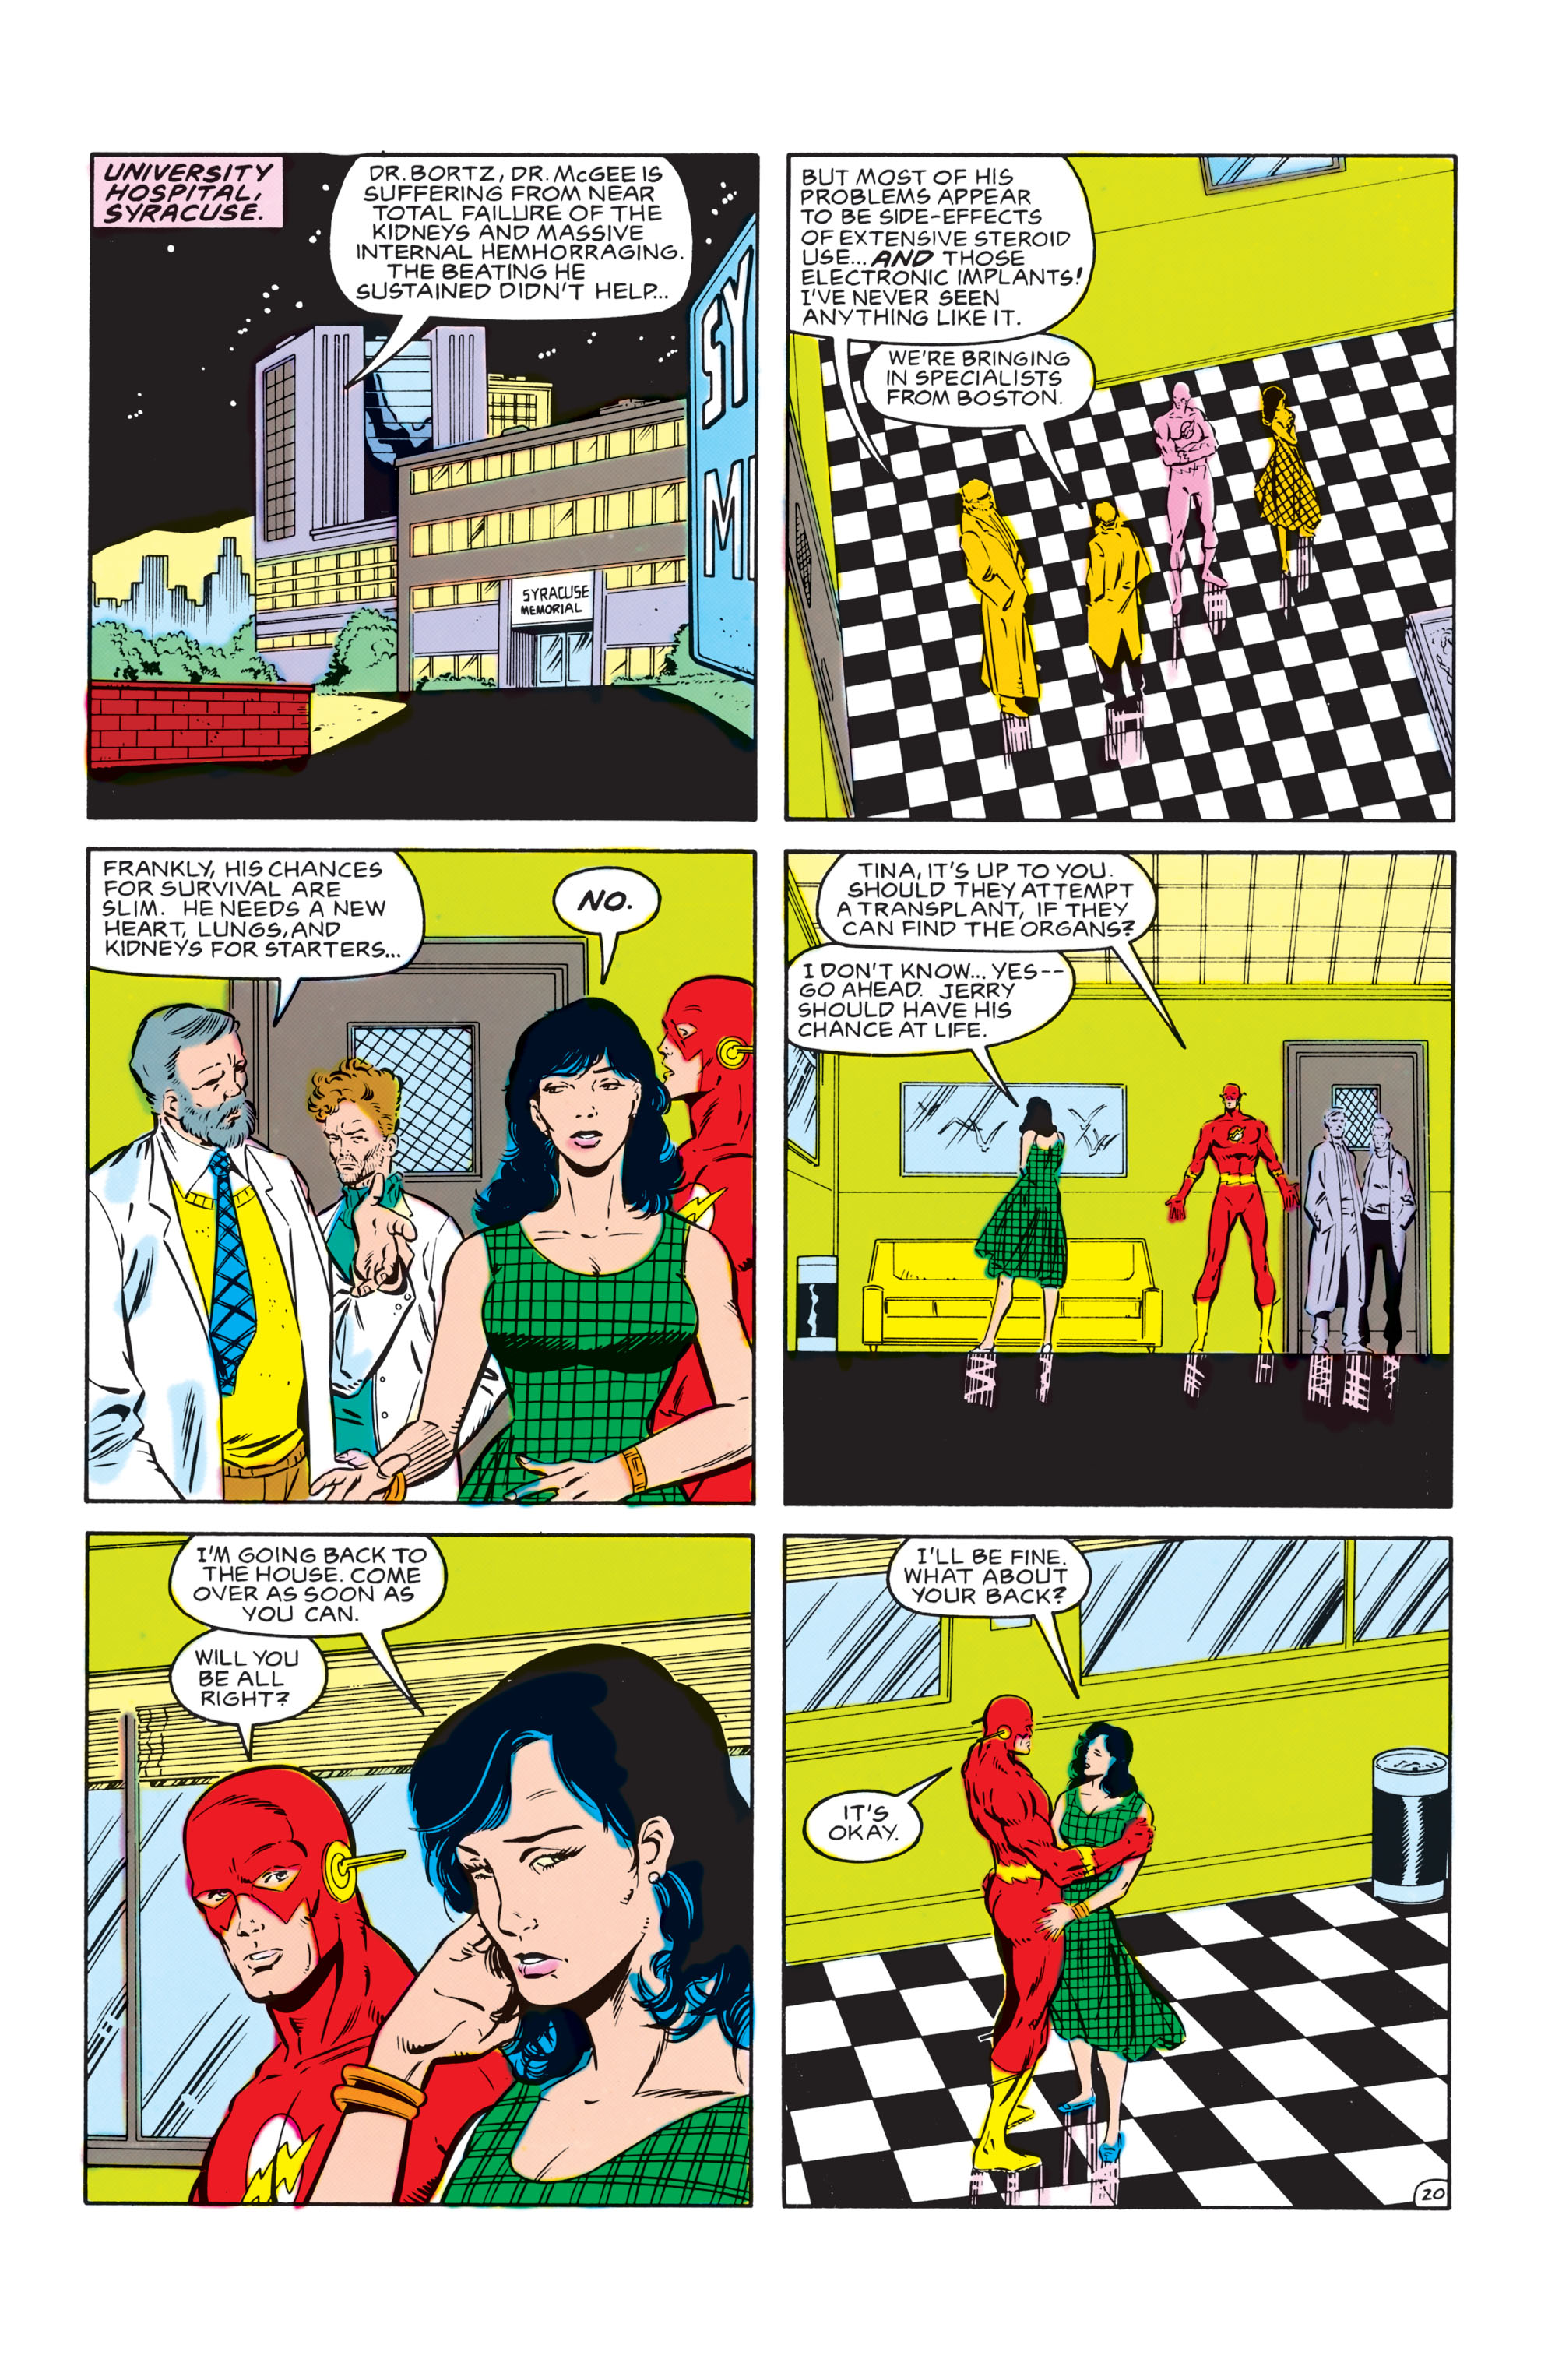 UNIVERSITY
HOSPITAL,
SYRACUSE.
DR. BORTZ, DR. McGEE IS
SUFFERING FROM NEAR
TOTAL FAILURE OF THE
KIDNEYS AND MASSIVE
INTERNAL HEMHORRAGING.
THE BEATING HE
SUSTAINED DIDN'T HELP...
SY
M
SYRACUSE
MEMORIAL
BUT MOST OF HIS
PROBLEMS APPEAR
TO BE SIDE-EFFECTS
OF EXTENSIVE STEROID
USE... AND THOSE
ELECTRONIC IMPLANTS!
I'VE NEVER SEEN
ANYTHING LIKE IT.
WE'RE BRINGING
IN SPECIALISTS
FROM BOSTON.
FRANKLY, HIS CHANCES
FOR SURVIVAL ARE
SLIM. HE NEEDS A NEW
HEART, LUNGS, AND
KIDNEYS FOR STARTERS...
NO.
TINA, IT'S UP TO YOU.
SHOULD THEY ATTEMPT
A TRANSPLANT, IF THEY
CAN FIND THE ORGANS?
I DON'T KNOW... YES--
GO AHEAD. JERRY
SHOULD HAVE HIS
CHANCE AT LIFE.
I'M GOING BACK TO
THE HOUSE. COME
OVER AS SOON AS
YOU CAN.
WILL YOU
BE ALL
RIGHT?
I'LL BE FINE.
WHAT ABOUT
YOUR BACK?
IT'S
OKAY.
20